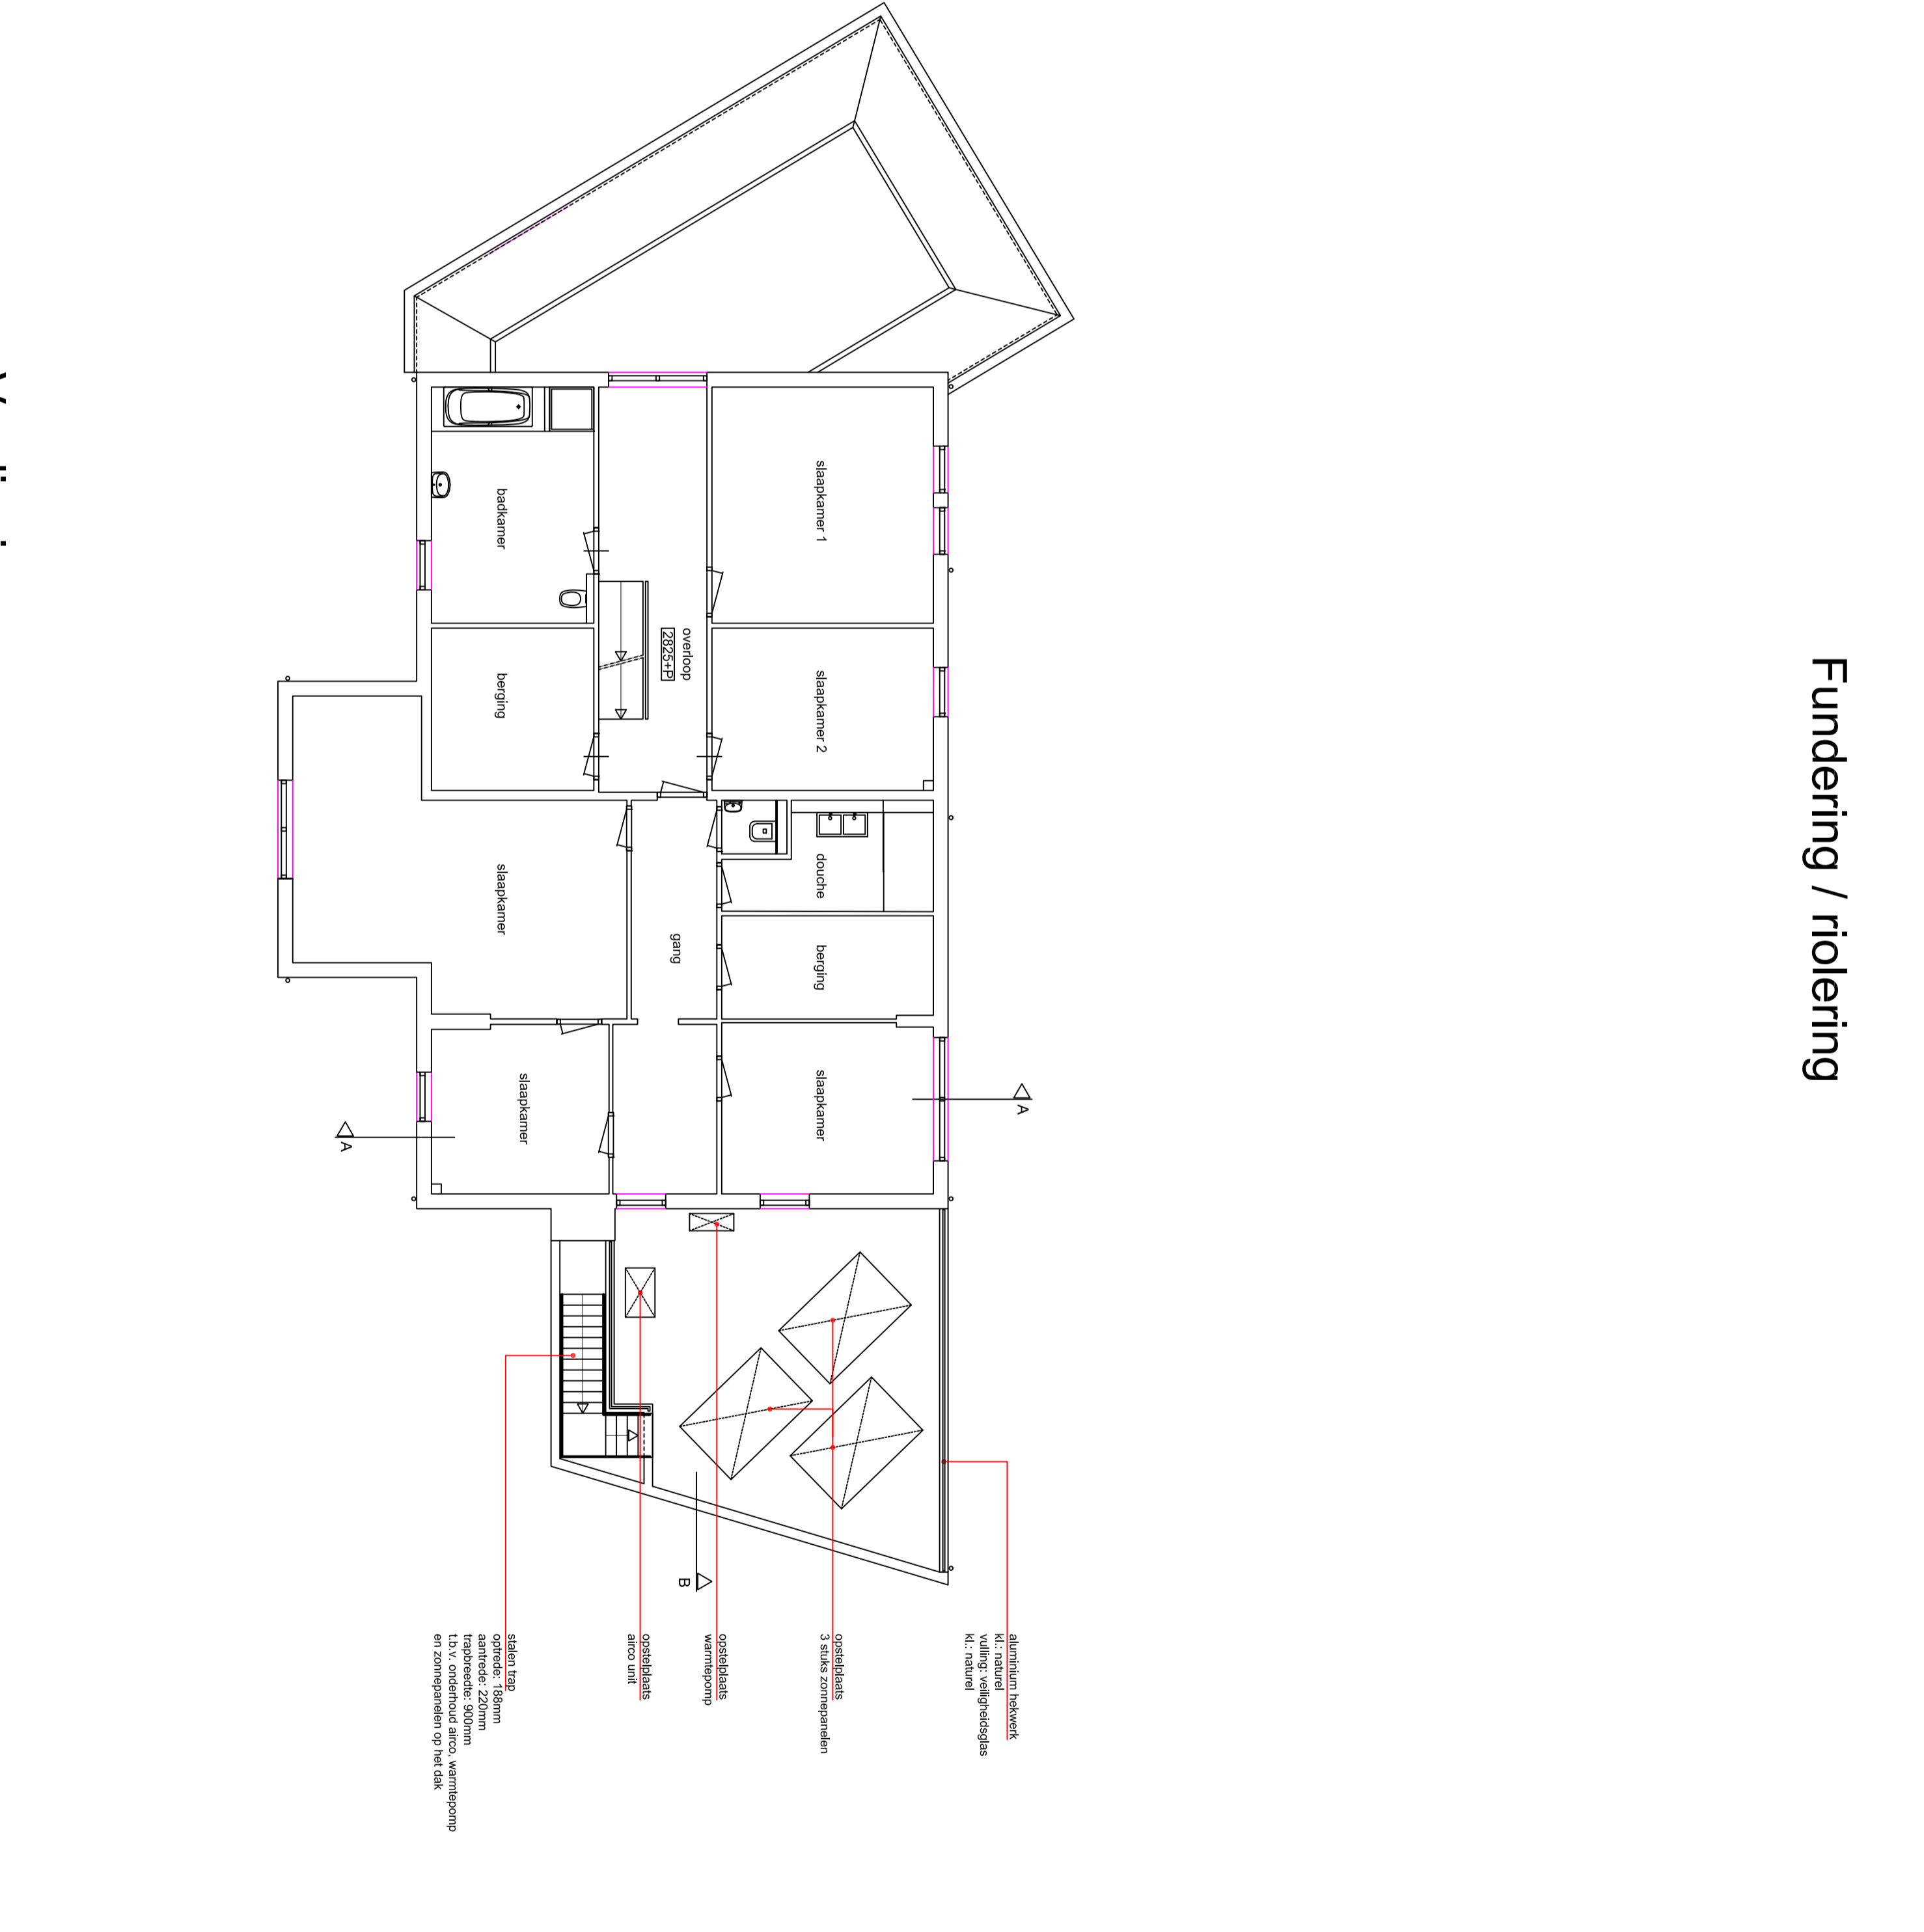 Fundering / riolering
slaapkamer 1
slaapkamer 2
douche
berging
slaapkamer
overloop
2825+P
gang
badkamer
berging
slaapkamer
slaapkamer
A
A
B
aluminium hekwerk
kl.: naturel
vulling: veiligheidsglas
kl.: naturel
opstelplaats
3 stuks zonnepanelen
opstelplaats
warmtepomp
opstelplaats
airco unit
stalen trap
optrede: 188mm
aantrede: 220mm
trapbreedte: 900mm
t.b.v. onderhoud airco, warmtepomp
en zonnepanelen op het dak